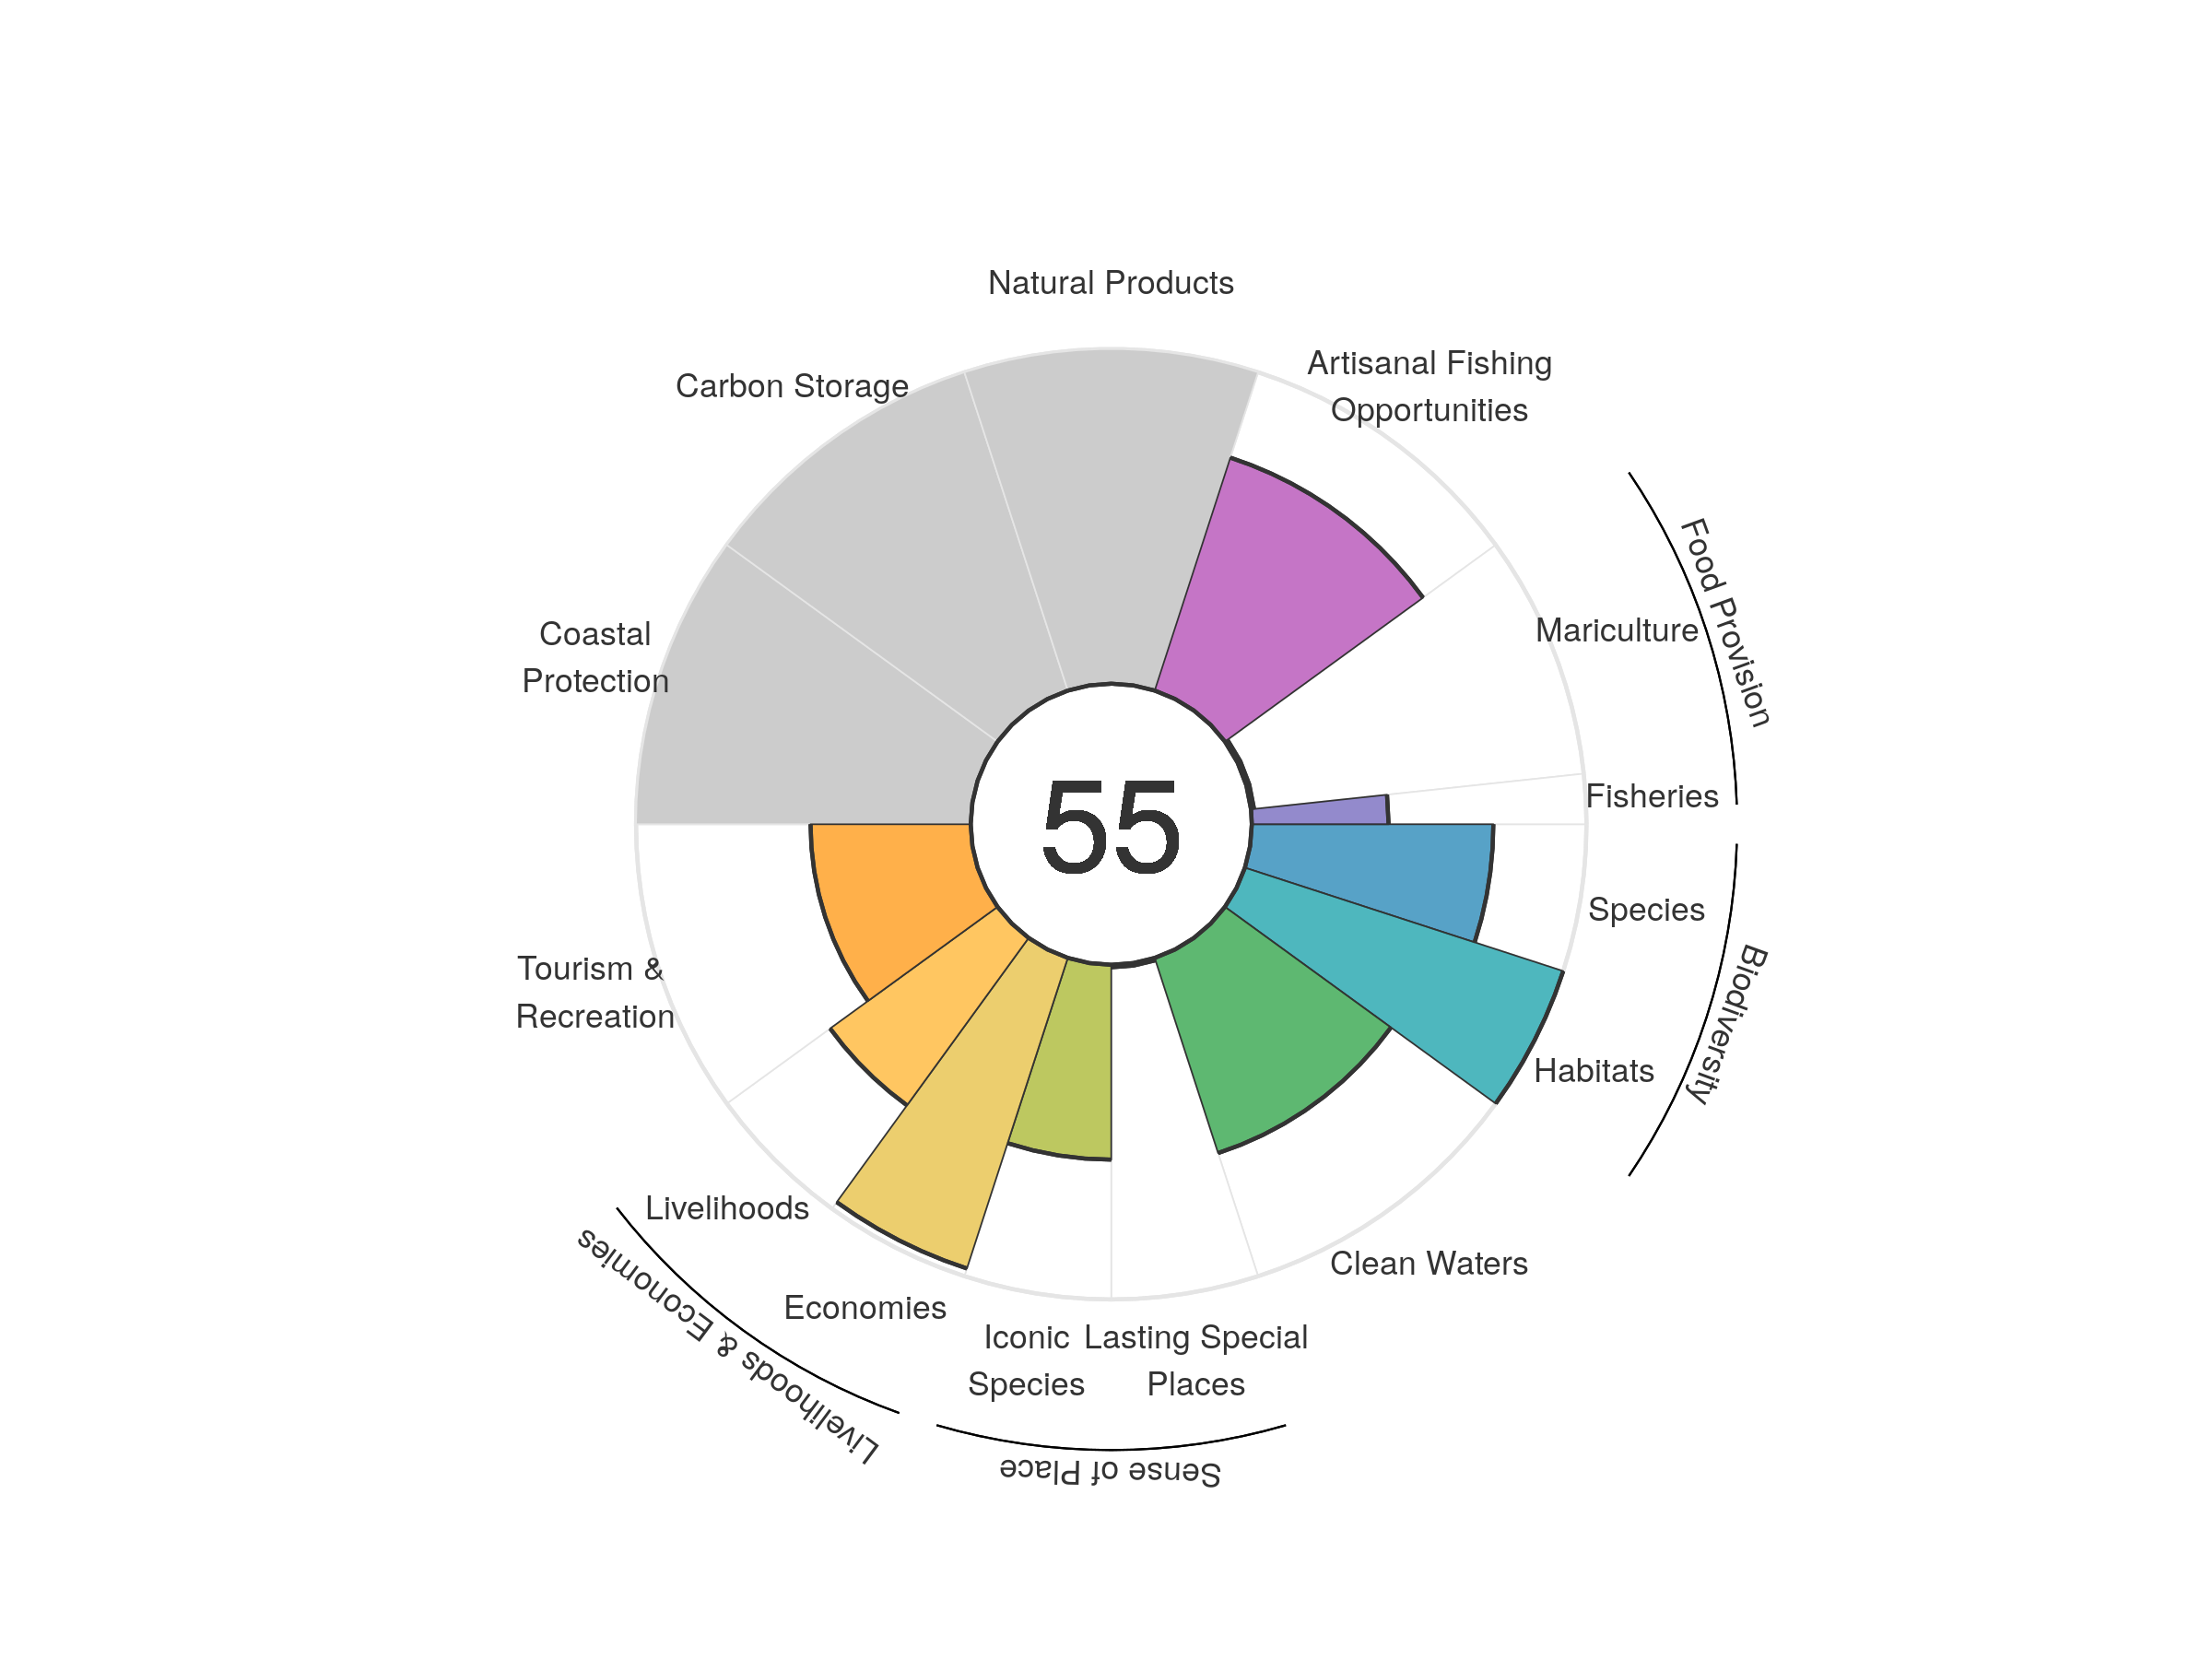 Natural Products
Artisanal Fishing
Opportunities
Carbon Storage
Food Provision
Mariculture
Coastal
Protection
55
Fisheries
Species
Biodiversity
Tourism &
Recreation
Habitats
Livelihoods
Clean Waters
Economies
Livelihoods & Economies
Iconic
Species
Lasting Special
Places
Sense of Place